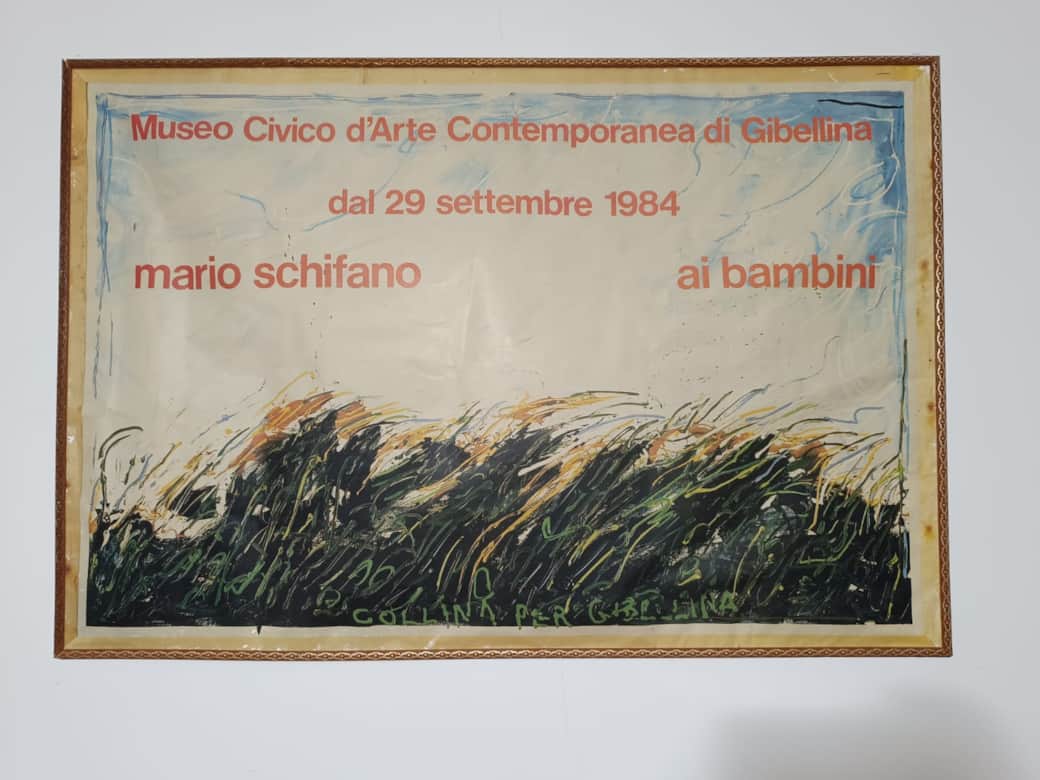 Museo Civico d'Arte Contemporanea di Gibellina
dal 29 settembre 1984
mario schifano ai bambini
COLLINA PER GIBELLINA